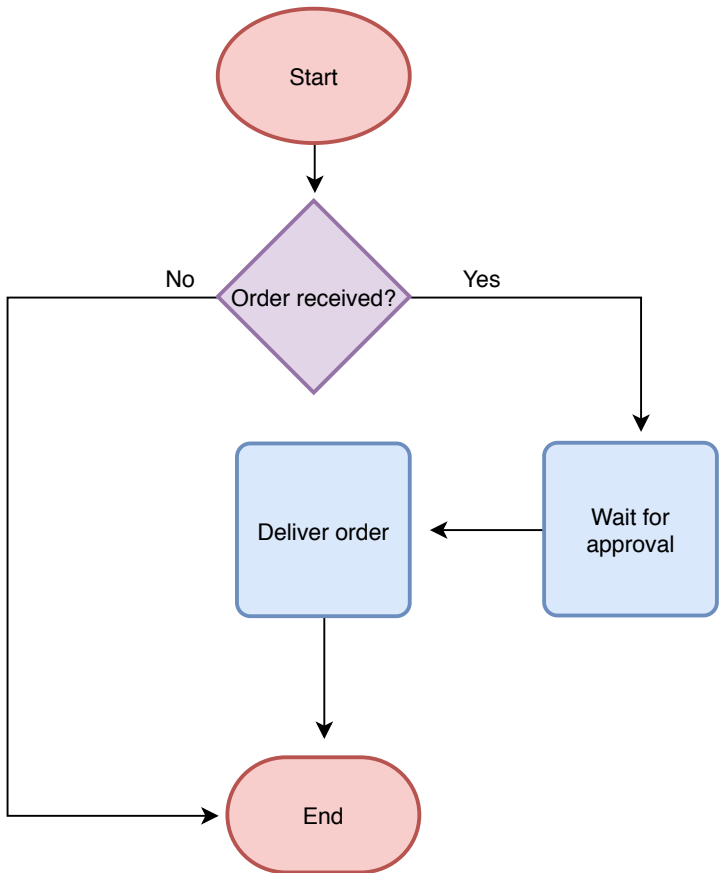 Start
No
Yes
Order received?
Deliver order
Wait for
approval
End